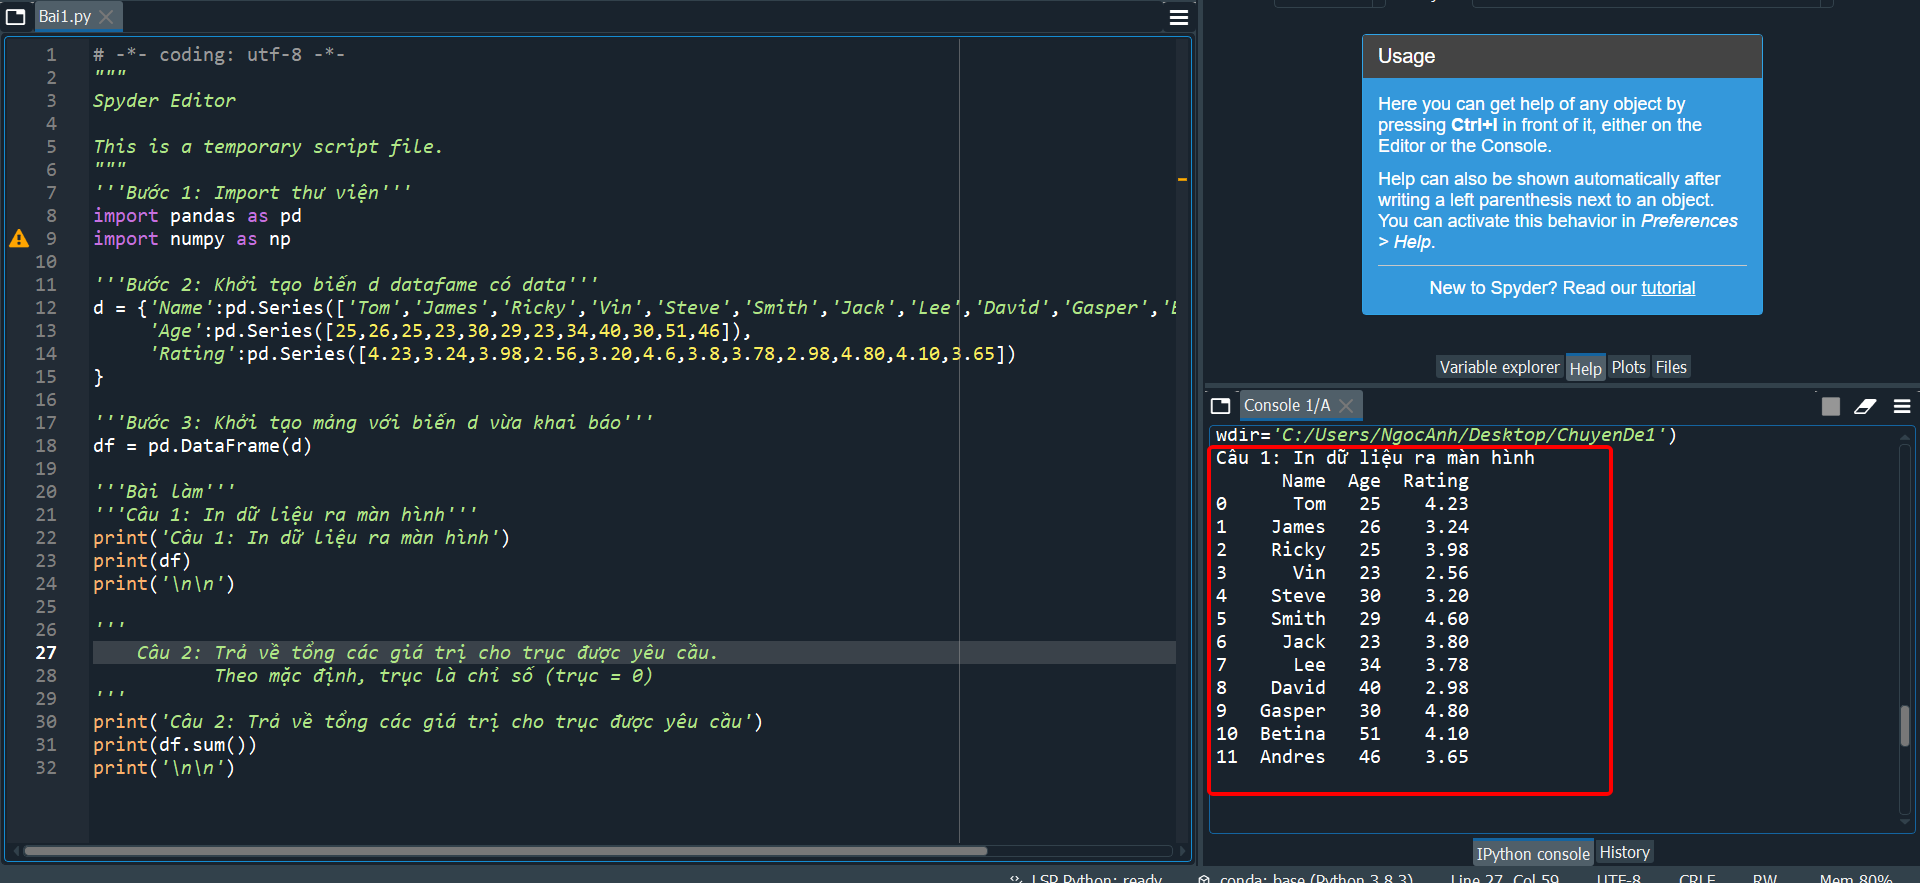 Bai1.py
1 # -*- coding: utf-8 -*-
2 """
3 Spyder Editor
4
5 This is a temporary script file.
6 """
7 '''Bước 1: Import thư viện'''
8 import pandas as pd
9 import numpy as np
10
11 '''Bước 2: Khởi tạo biến d datafame có data'''
12 d = {'Name':pd.Series(['Tom','James','Ricky','Vin','Steve','Smith','Jack','Lee','David','Gasper','
13 'Age':pd.Series([25,26,25,23,30,29,23,34,40,30,51,46]),
14 'Rating':pd.Series([4.23,3.24,3.98,2.56,3.20,4.6,3.8,3.78,2.98,4.80,4.10,3.65])
15 }
16
17 '''Bước 3: Khởi tạo mảng với biến d vừa khai báo'''
18 df = pd.DataFrame(d)
19
20 '''Bài làm'''
21 '''Câu 1: In dữ liệu ra màn hình'''
22 print('Câu 1: In dữ liệu ra màn hình')
23 print(df)
24 print('\n\n')
25
26 '''
27 Câu 2: Trả về tổng các giá trị cho trục được yêu cầu.
28 Theo mặc định, trục là chỉ số (trục = 0)
29 '''
30 print('Câu 2: Trả về tổng các giá trị cho trục được yêu cầu')
31 print(df.sum())
32 print('\n\n')
Usage
Here you can get help of any object by
pressing Ctrl+I in front of it, either on the
Editor or the Console.
Help can also be shown automatically after
writing a left parenthesis next to an object.
You can activate this behavior in Preferences
> Help.
New to Spyder? Read our tutorial
Variable explorer Help Plots Files
Console 1/A
wdir='C:/Users/NgocAnh/Desktop/ChuyenDe1')
Câu 1: In dữ liệu ra màn hình
Name Age Rating
0 Tom 25 4.23
1 James 26 3.24
2 Ricky 25 3.98
3 Vin 23 2.56
4 Steve 30 3.20
5 Smith 29 4.60
6 Jack 23 3.80
7 Lee 34 3.78
8 David 40 2.98
9 Gasper 30 4.80
10 Betina 51 4.10
11 Andres 46 3.65
IPython console History
LSP Python: ready conda: base (Python 3.8.3) Line 27, Col 59 UTF-8 CRLF RW Mem 80%